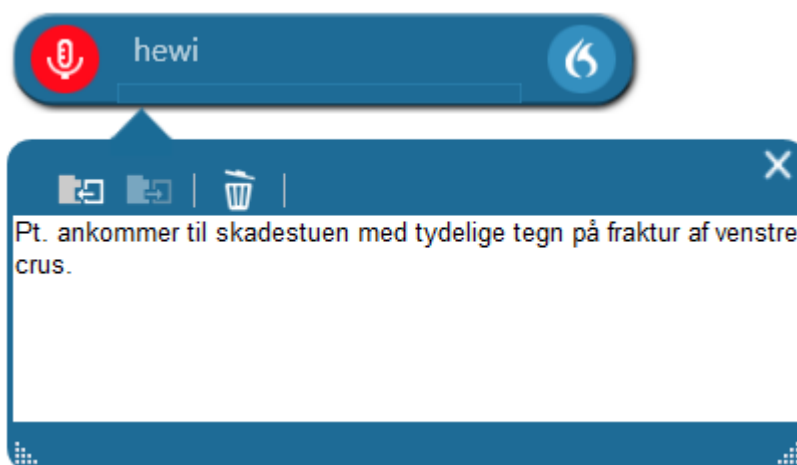 hewi
Pt. ankommer til skadestuen med tydelige tegn på fraktur af venstre
crus.